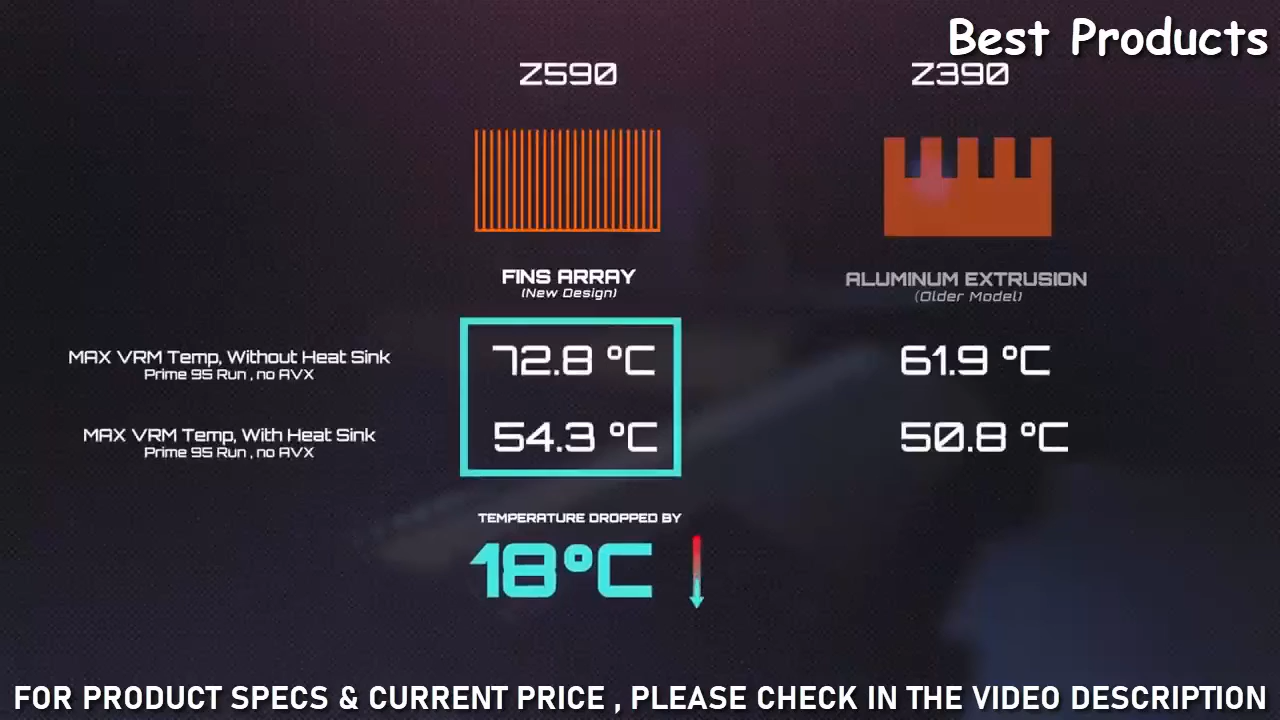 Best Products
Z590
Z390
FINS ARRAY
(New Design)
ALUMINUM EXTRUSION
(Older Model)
MAX VRM Temp, Without Heat Sink
Prime 95 Run , no AVX
72.8 °C
61.9 °C
MAX VRM Temp, With Heat Sink
Prime 95 Run , no AVX
54.3 °C
50.8 °C
TEMPERATURE DROPPED BY
18°C
FOR PRODUCT SPECS & CURRENT PRICE , PLEASE CHECK IN THE VIDEO DESCRIPTION